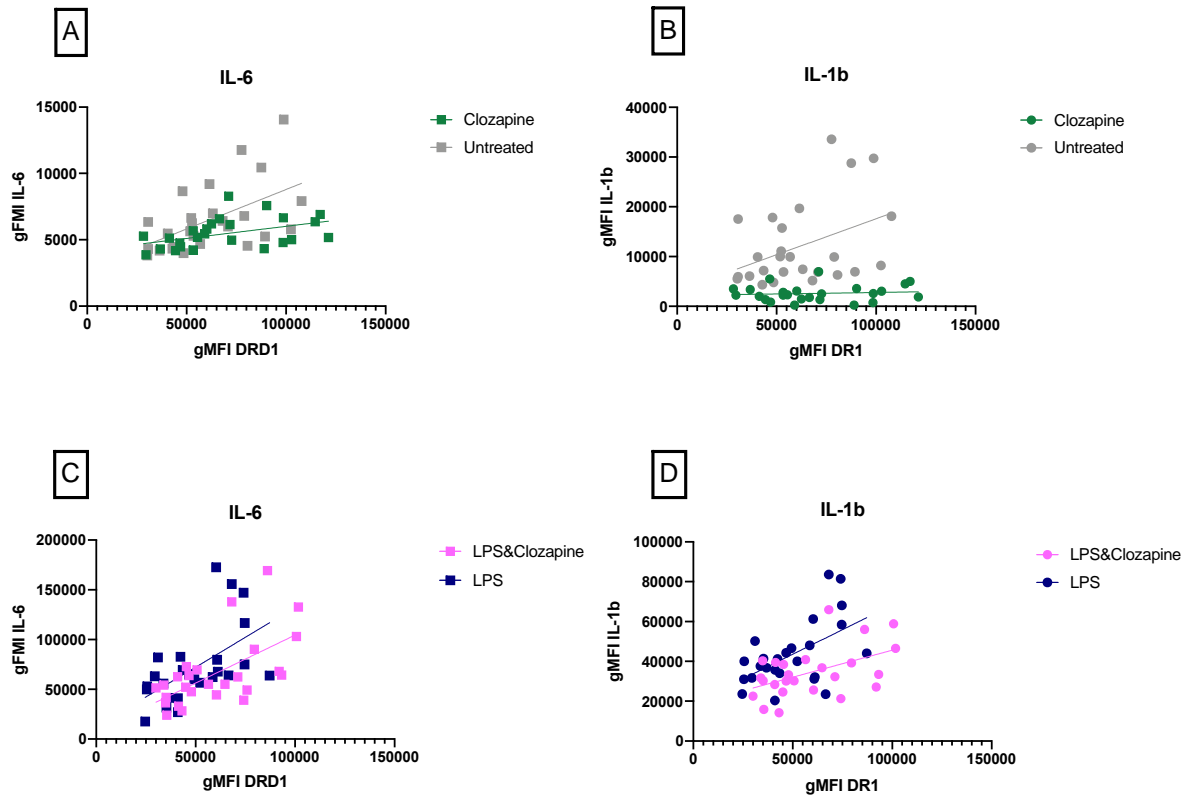 A
IL-6
15000
10000
5000
0
gFMI IL-6
0 50000 100000 150000
gMFI DRD1
Clozapine
Untreated
B
IL-1b
40000
30000
20000
10000
0
gMFI IL-1b
0 50000 100000 150000
gMFI DR1
Clozapine
Untreated
C
IL-6
200000
150000
100000
50000
0
gFMI IL-6
0 50000 100000 150000
gMFI DRD1
LPS&Clozapine
LPS
D
IL-1b
100000
80000
60000
40000
20000
0
gMFI IL-1b
0 50000 100000 150000
gMFI DR1
LPS&Clozapine
LPS